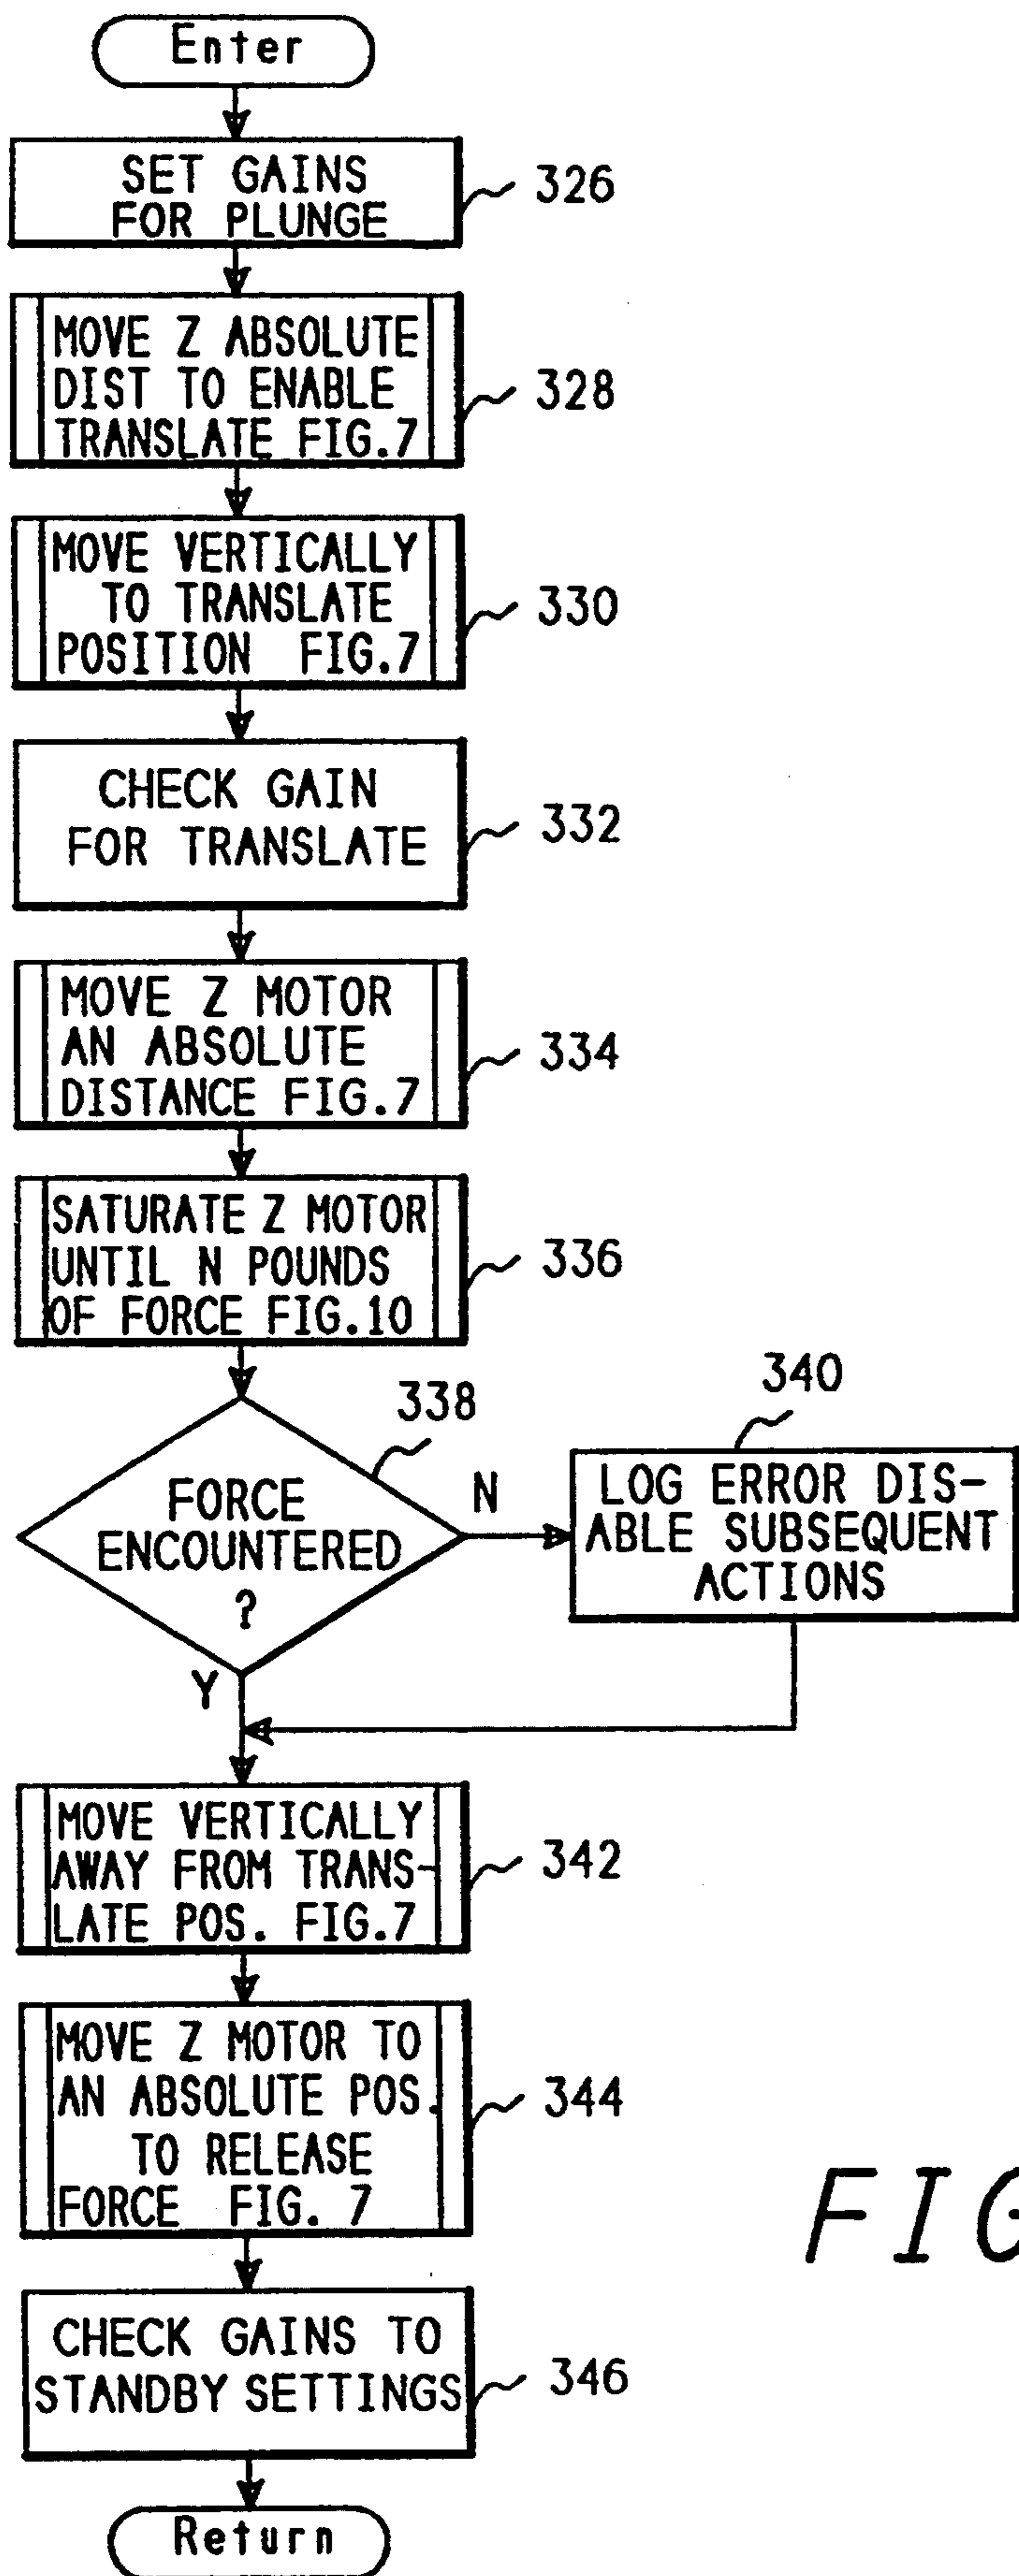 Enter
SET GAINS
FOR PLUNGE
326
MOVE Z ABSOLUTE
DIST TO ENABLE
TRANSLATE FIG.7
328
MOVE VERTICALLY
TO TRANSLATE
POSITION FIG.7
330
CHECK GAIN
FOR TRANSLATE
332
MOVE Z MOTOR
AN ABSOLUTE
DISTANCE FIG.7
334
SATURATE Z MOTOR
UNTIL N POUNDS
OF FORCE FIG.10
336
338
FORCE
ENCOUNTERED
?
N
Y
340
LOG ERROR DIS-
ABLE SUBSEQUENT
ACTIONS
MOVE VERTICALLY
AWAY FROM TRANS-
LATE POS. FIG.7
342
MOVE Z MOTOR TO
AN ABSOLUTE POS.
TO RELEASE
FORCE FIG. 7
344
FIG
CHECK GAINS TO
STANDBY SETTINGS
346
Return